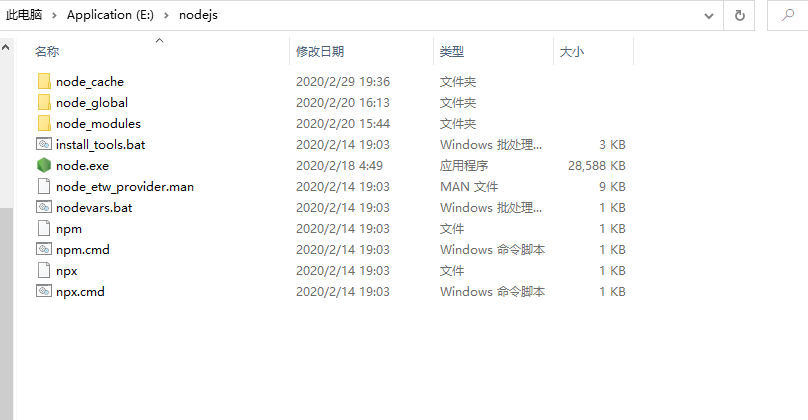 此电脑 > Application (E:) > nodejs
名称 修改日期 类型 大小
node_cache 2020/2/29 19:36 文件夹
node_global 2020/2/20 16:13 文件夹
node_modules 2020/2/20 15:44 文件夹
install_tools.bat 2020/2/14 19:03 Windows 批处理... 3 KB
node.exe 2020/2/18 4:49 应用程序 28,588 KB
node_etw_provider.man 2020/2/14 19:03 MAN 文件 9 KB
nodevars.bat 2020/2/14 19:03 Windows 批处理... 1 KB
npm 2020/2/14 19:03 文件 1 KB
npm.cmd 2020/2/14 19:03 Windows 命令脚本 1 KB
npx 2020/2/14 19:03 文件 1 KB
npx.cmd 2020/2/14 19:03 Windows 命令脚本 1 KB